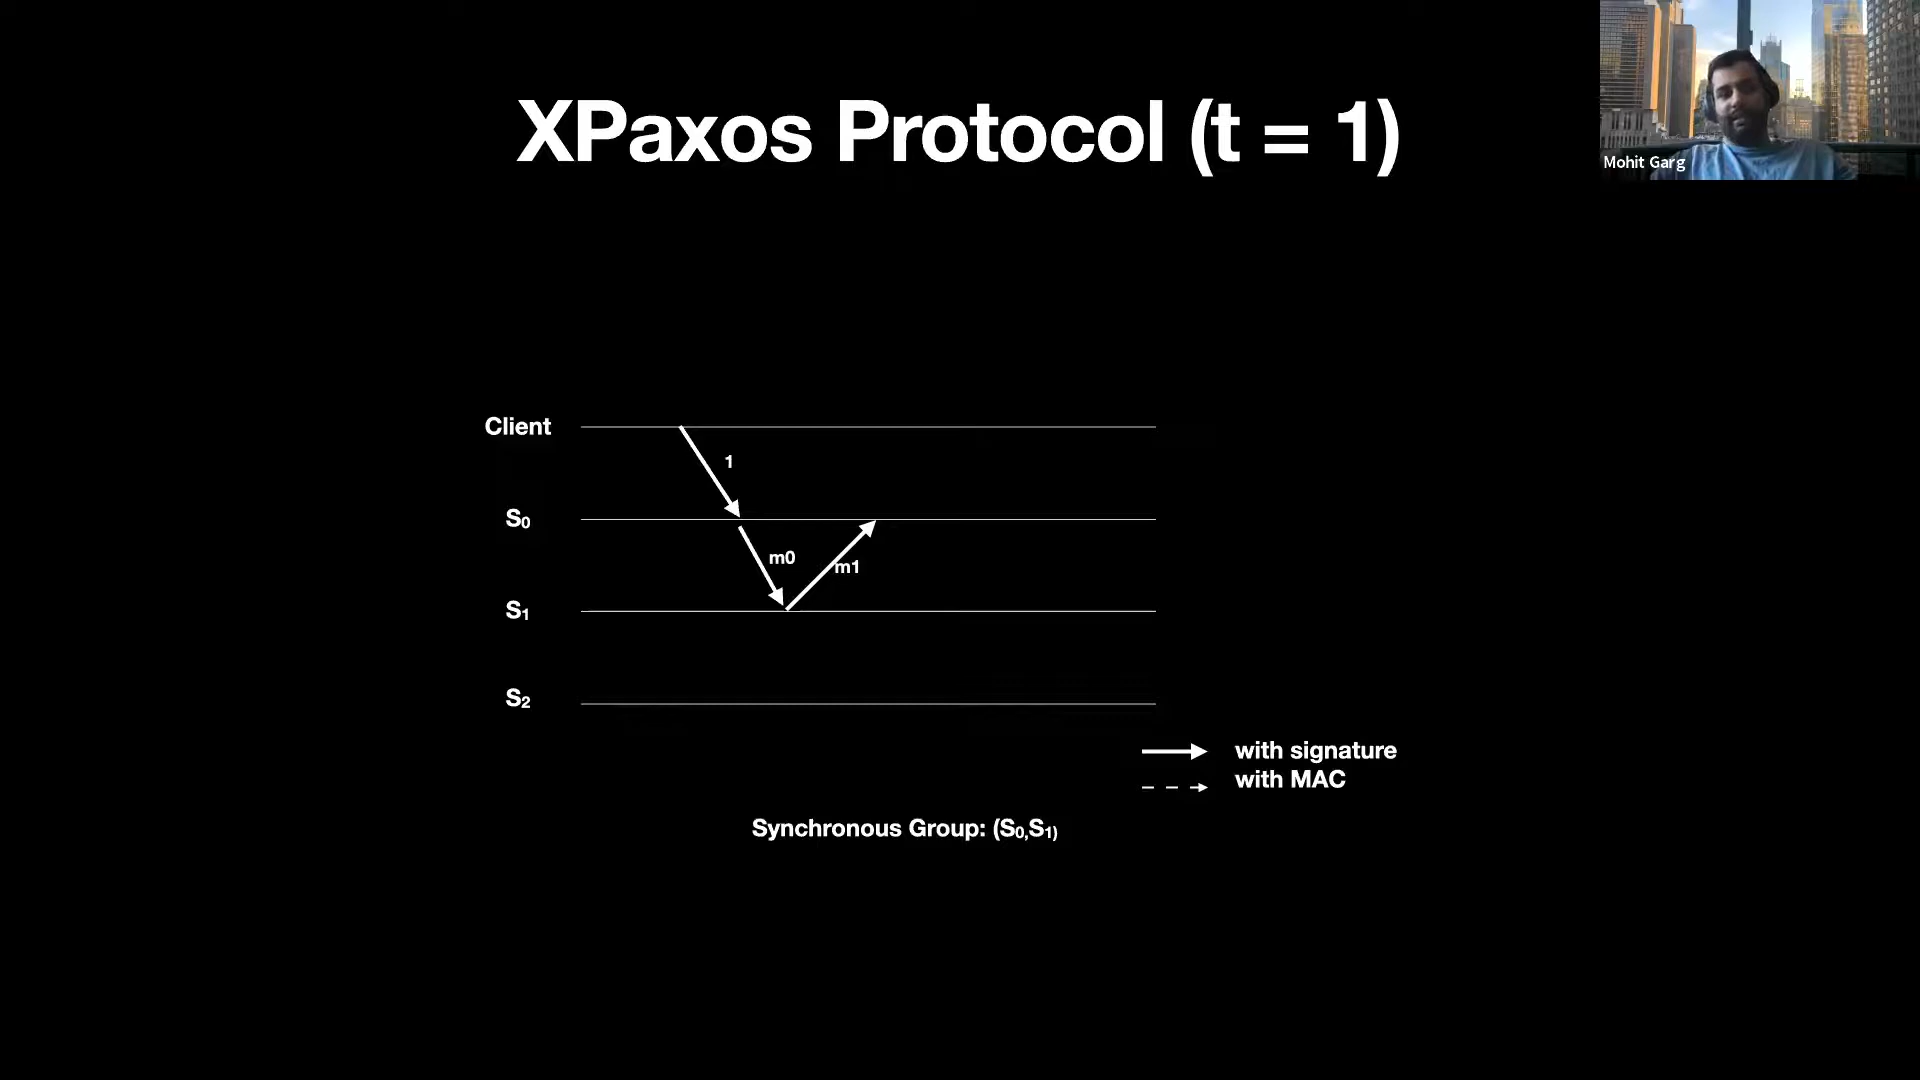 XPaxos Protocol (t = 1)
Mohit Garg
Client
1
S0
m0
m1
S1
S2
with signature
with MAC
Synchronous Group: (S0,S1)